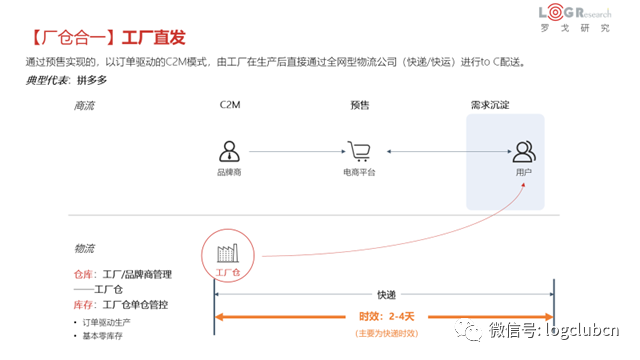 LOGResearch
罗戈研究
【厂仓合一】工厂直发
通过预售实现的，以订单驱动的C2M模式，由工厂在生产后直接通过全网型物流公司（快递/快运）进行to C配送。
典型代表：拼多多
商流
C2M
预售
需求沉淀
品牌商
电商平台
用户
物流
工厂仓
仓库：工厂/品牌商管理
——工厂仓
库存：工厂仓单仓管控
• 订单驱动生产
• 基本零库存
快递
时效：2-4天
(主要为快递时效)
微信号: logclubcn